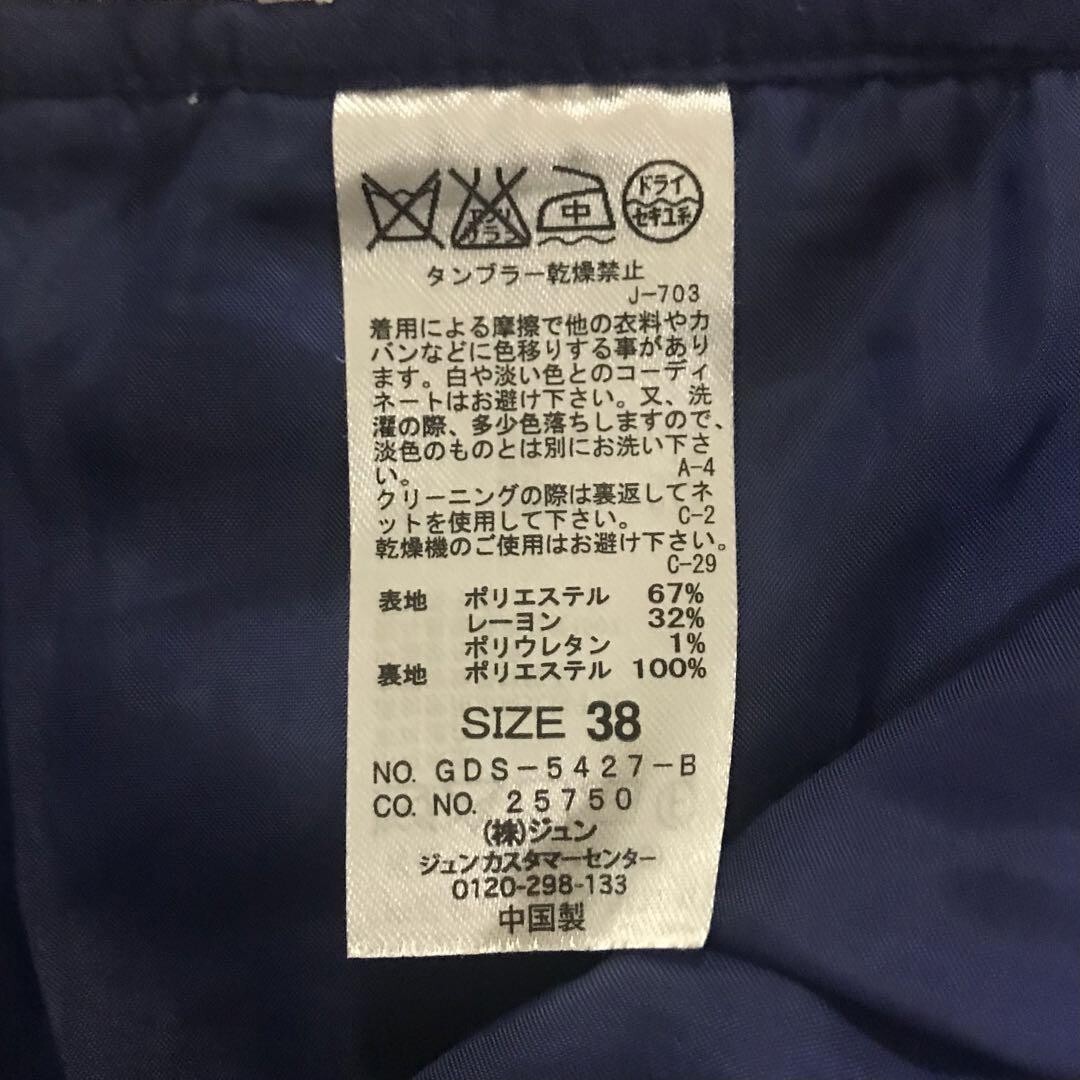 エンソ
サラシ
中
ドライ
セキユ系
タンブラー乾燥禁止
J-703
着用による摩擦で他の衣料やカ
バンなどに色移りする事があり
ます。白や淡い色とのコーディ
ネートはお避け下さい。又、洗
濯の際、多少色落ちしますので、
淡色のものとは別にお洗い下さ
い。 A-4
クリーニングの際は裏返してネ
ットを使用して下さい。 C-2
乾燥機のご使用はお避け下さい。
C-29
表地 ポリエステル 67%
レーヨン 32%
ポリウレタン 1%
裏地 ポリエステル 100%
SIZE 38
NO. GDS-5427-B
CO. NO. 25750
(株)ジュン
ジュンカスタマーセンター
0120-298-133
中国製